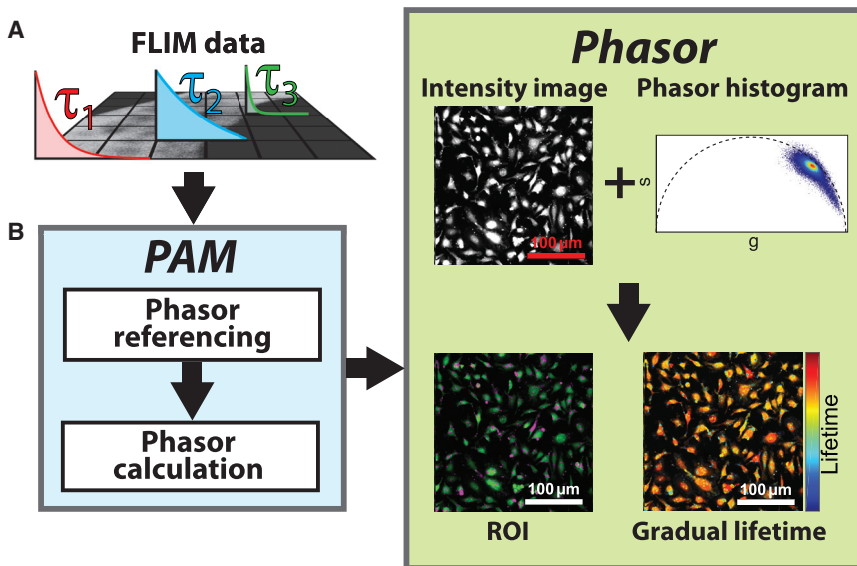 A
FLIM data
τ1
τ2
τ3
B
PAM
Phasor
referencing
Phasor
calculation
Phasor
Intensity image
Phasor histogram
100 µm
s
g
100 µm
ROI
100 µm
Gradual lifetime
Lifetime